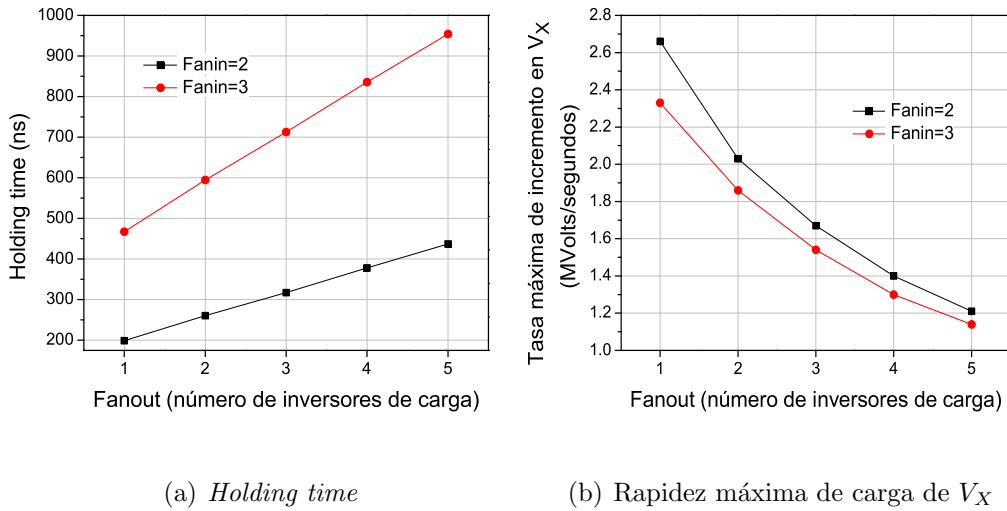 1000
900
800
700
600
500
400
300
200
Holding time (ns)
Fanin=2
Fanin=3
1 2 3 4 5
Fanout (número de inversores de carga)
(a) Holding time
2.8
2.6
2.4
2.2
2.0
1.8
1.6
1.4
1.2
1.0
Tasa máxima de incremento en VX
(MVolts/segundos)
Fanin=2
Fanin=3
1 2 3 4 5
Fanout (número de inversores de carga)
(b) Rapidez máxima de carga de VX